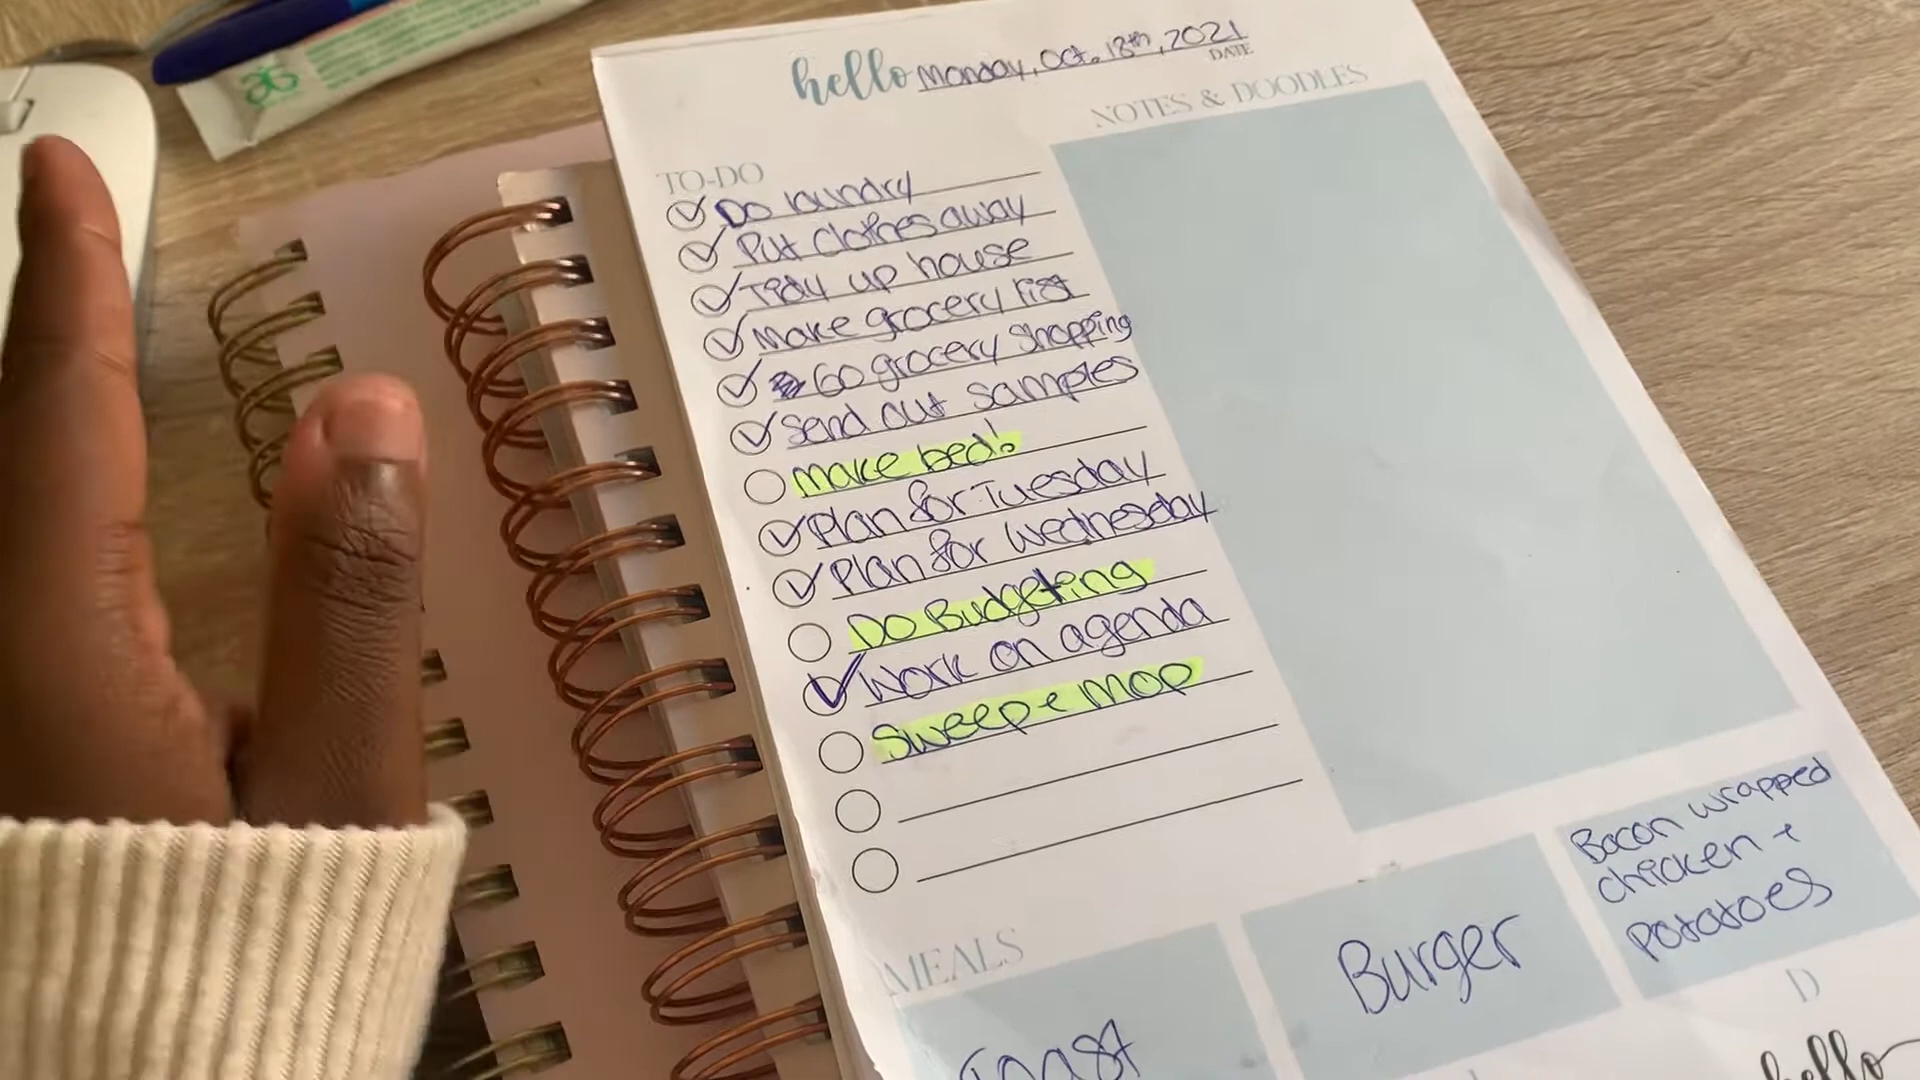 hello Monday, Oct. 18th, 2021
DATE
NOTES & DOODLES
TO-DO
Do laundry
Put clothes away
Tidy up house
Make grocery list
Go grocery shopping
Send out samples
Make bed!
Plan for Tuesday
Plan for Wednesday
Do Budgeting
Work on agenda
Sweep + Mop
MEALS
Toast
Burger
Bacon wrapped
chicken +
potatoes
D
hello